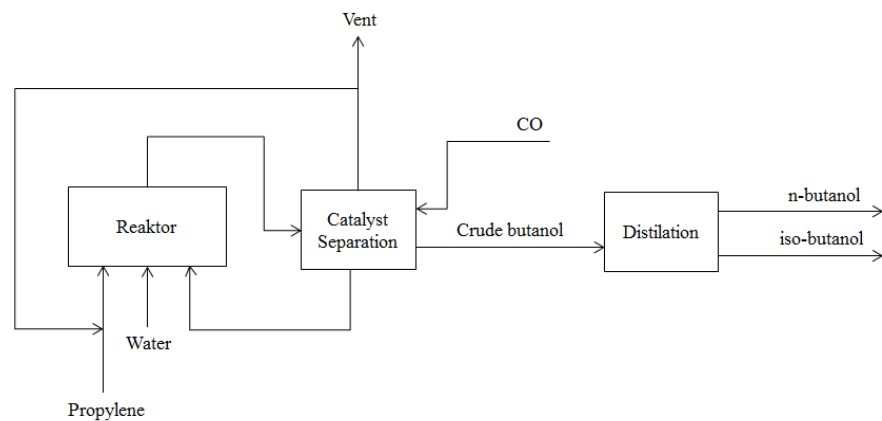 Vent
CO
Reaktor
Catalyst
Separation
Crude butanol
Distilation
n-butanol
iso-butanol
Water
Propylene